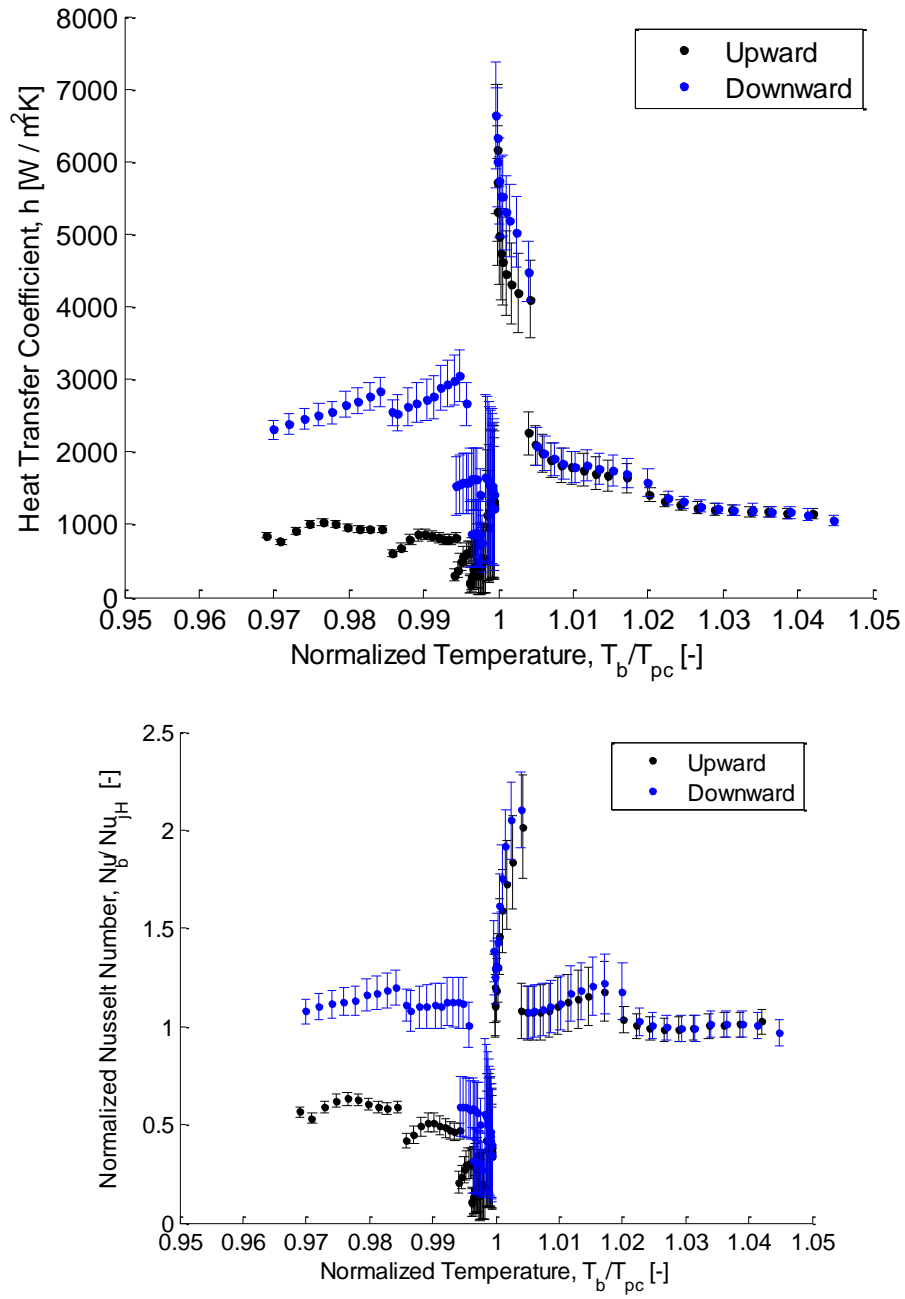 8000
7000
6000
5000
4000
3000
2000
1000
0
Heat Transfer Coefficient, h [W / m²K]
Upward
Downward
0.95 0.96 0.97 0.98 0.99 1 1.01 1.02 1.03 1.04 1.05
Normalized Temperature, T_b/T_pc [-]
2.5
2
1.5
1
0.5
0
Normalized Nusselt Number, Nu_b/ Nu_jH [-]
Upward
Downward
0.95 0.96 0.97 0.98 0.99 1 1.01 1.02 1.03 1.04 1.05
Normalized Temperature, T_b/T_pc [-]